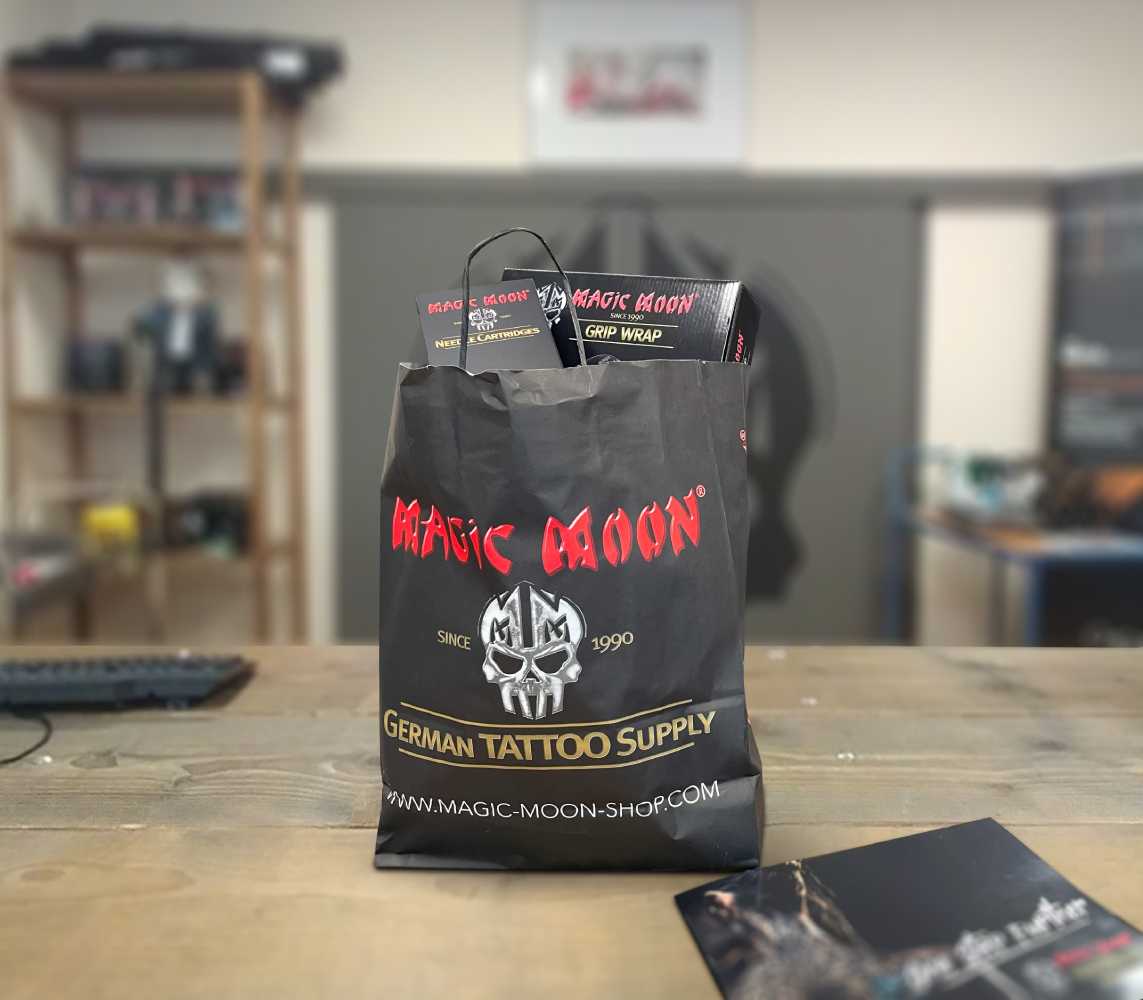 MAGIC MOON
NEEDLE CARTRIDGES
MAGIC MOON
SINCE 1990
GRIP WRAP
MOON
MAGIC MOON®
SINCE 1990
GERMAN TATTOO SUPPLY
WWW.MAGIC-MOON-SHOP.COM